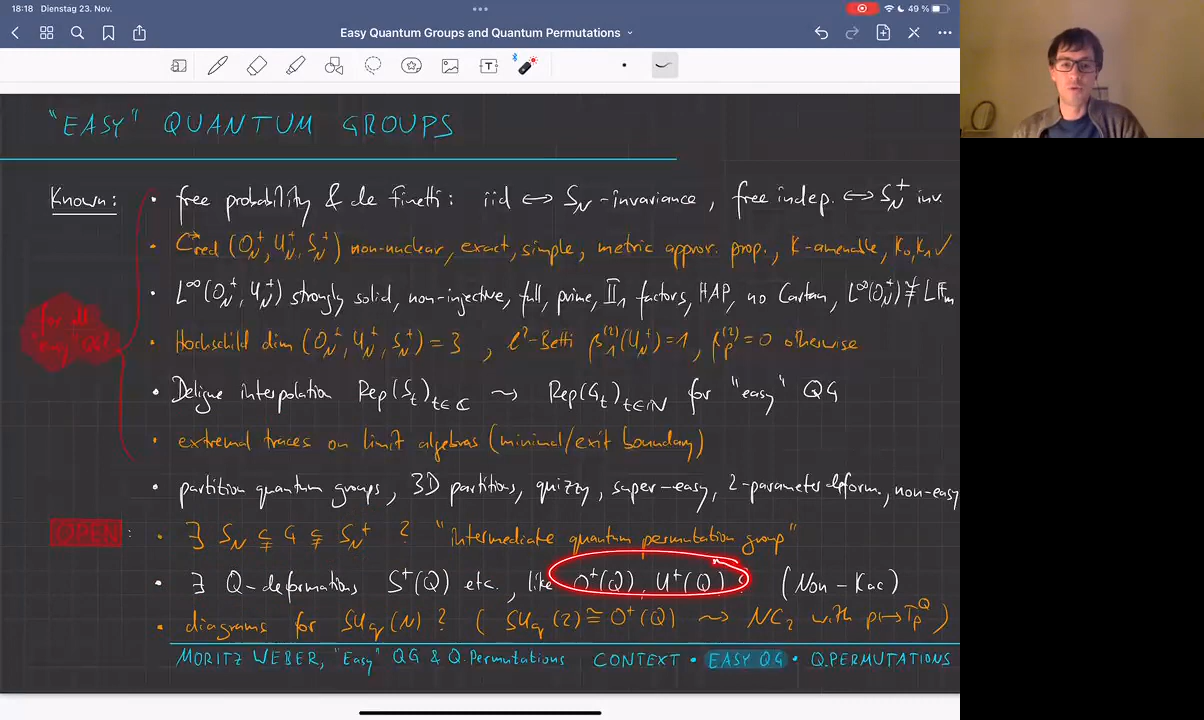 18:18 Dienstag 23. Nov.
49 %
Easy Quantum Groups and Quantum Permutations
"EASY" QUANTUM GROUPS
Known: • free probability & de Finetti: iid ⟷ S_N-invariance, free indep. ⟷ S_N^+ inv.
• C*_red (O_N^+, U_N^+, S_N^+) non-nuclear, exact, simple, metric approx. prop., K-amenable, K_0, K_1 ✓
• L^∞(O_N^+, U_N^+) strongly solid, non-injective, full, prime, II_1 factors, HAP, no Cartan, L^∞(O_N^+) ≇ LF_m
for all "easy" QG?
• Hochschild dim (O_N^+, U_N^+, S_N^+) = 3, ℓ²-Betti β_1^(2)(U_N^+) = 1, β_p^(2) = 0 otherwise
• Deligne interpolation Rep(S_t)_{t∈ℂ} ⇝ Rep(G_t)_{t∈ℕ} for "easy" QG
• extremal traces on limit algebras (minimal/exit boundary)
• partition quantum groups, 3D partitions, quizzy, super-easy, 2-parameter deform., non-easy
OPEN: • ∃ S_N ⊊ G ⊊ S_N^+ ? "intermediate quantum permutation group"
• ∃ Q-deformations S^+(Q) etc., like O^+(Q), U^+(Q) (Non-Kac)
• diagrams for SU_q(N)? (SU_q(2) ≅ O^+(Q) ⇝ NC_2 with p ↦ T_p^Q)
MORITZ WEBER, "Easy" QG & Q.Permutations CONTEXT • EASY QG • Q.PERMUTATIONS